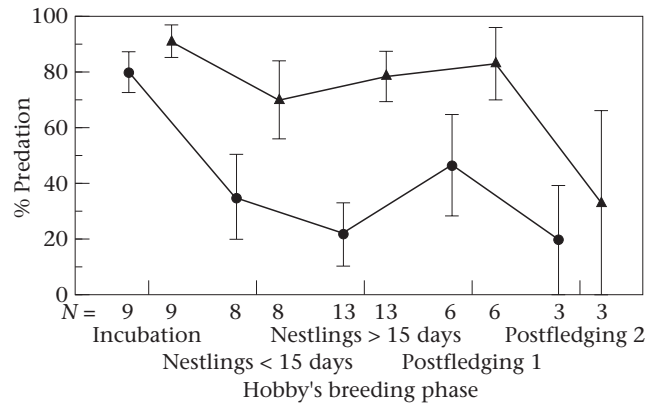 100
80
60
40
20
0
% Predation
N = 9 9 8 8 13 13 6 6 3 3
Incubation Nestlings > 15 days Postfledging 2
Nestlings < 15 days Postfledging 1
Hobby's breeding phase